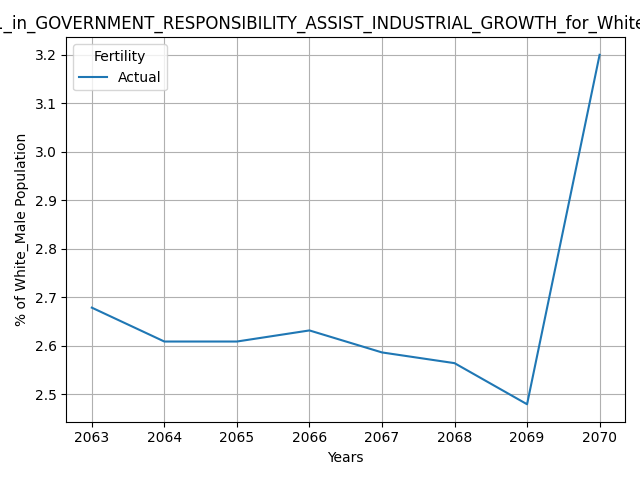 _in_GOVERNMENT_RESPONSIBILITY_ASSIST_INDUSTRIAL_GROWTH_for_White
Fertility
Actual
3.2
3.1
3.0
2.9
2.8
2.7
2.6
2.5
% of White_Male Population
2063 2064 2065 2066 2067 2068 2069 2070
Years